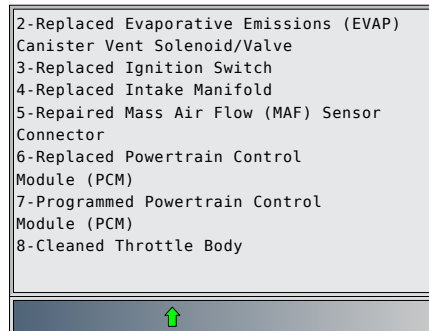 2-Replaced Evaporative Emissions (EVAP)
Canister Vent Solenoid/Valve
3-Replaced Ignition Switch
4-Replaced Intake Manifold
5-Repaired Mass Air Flow (MAF) Sensor
Connector
6-Replaced Powertrain Control
Module (PCM)
7-Programmed Powertrain Control
Module (PCM)
8-Cleaned Throttle Body